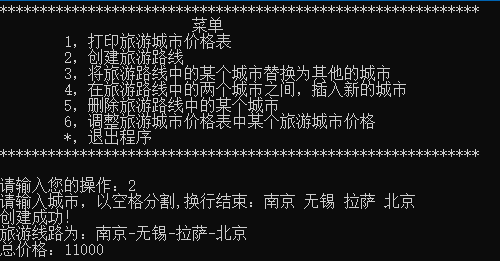 ************************************************************
菜单
1, 打印旅游城市价格表
2, 创建旅游路线
3, 将旅游路线中的某个城市替换为其他的城市
4, 在旅游路线中的两个城市之间, 插入新的城市
5, 删除旅游路线中的某个城市
6, 调整旅游城市价格表中某个旅游城市价格
*, 退出程序
************************************************************
请输入您的操作: 2
请输入城市, 以空格分割,换行结束: 南京 无锡 拉萨 北京
创建成功!
旅游线路为: 南京-无锡-拉萨-北京
总价格: 11000